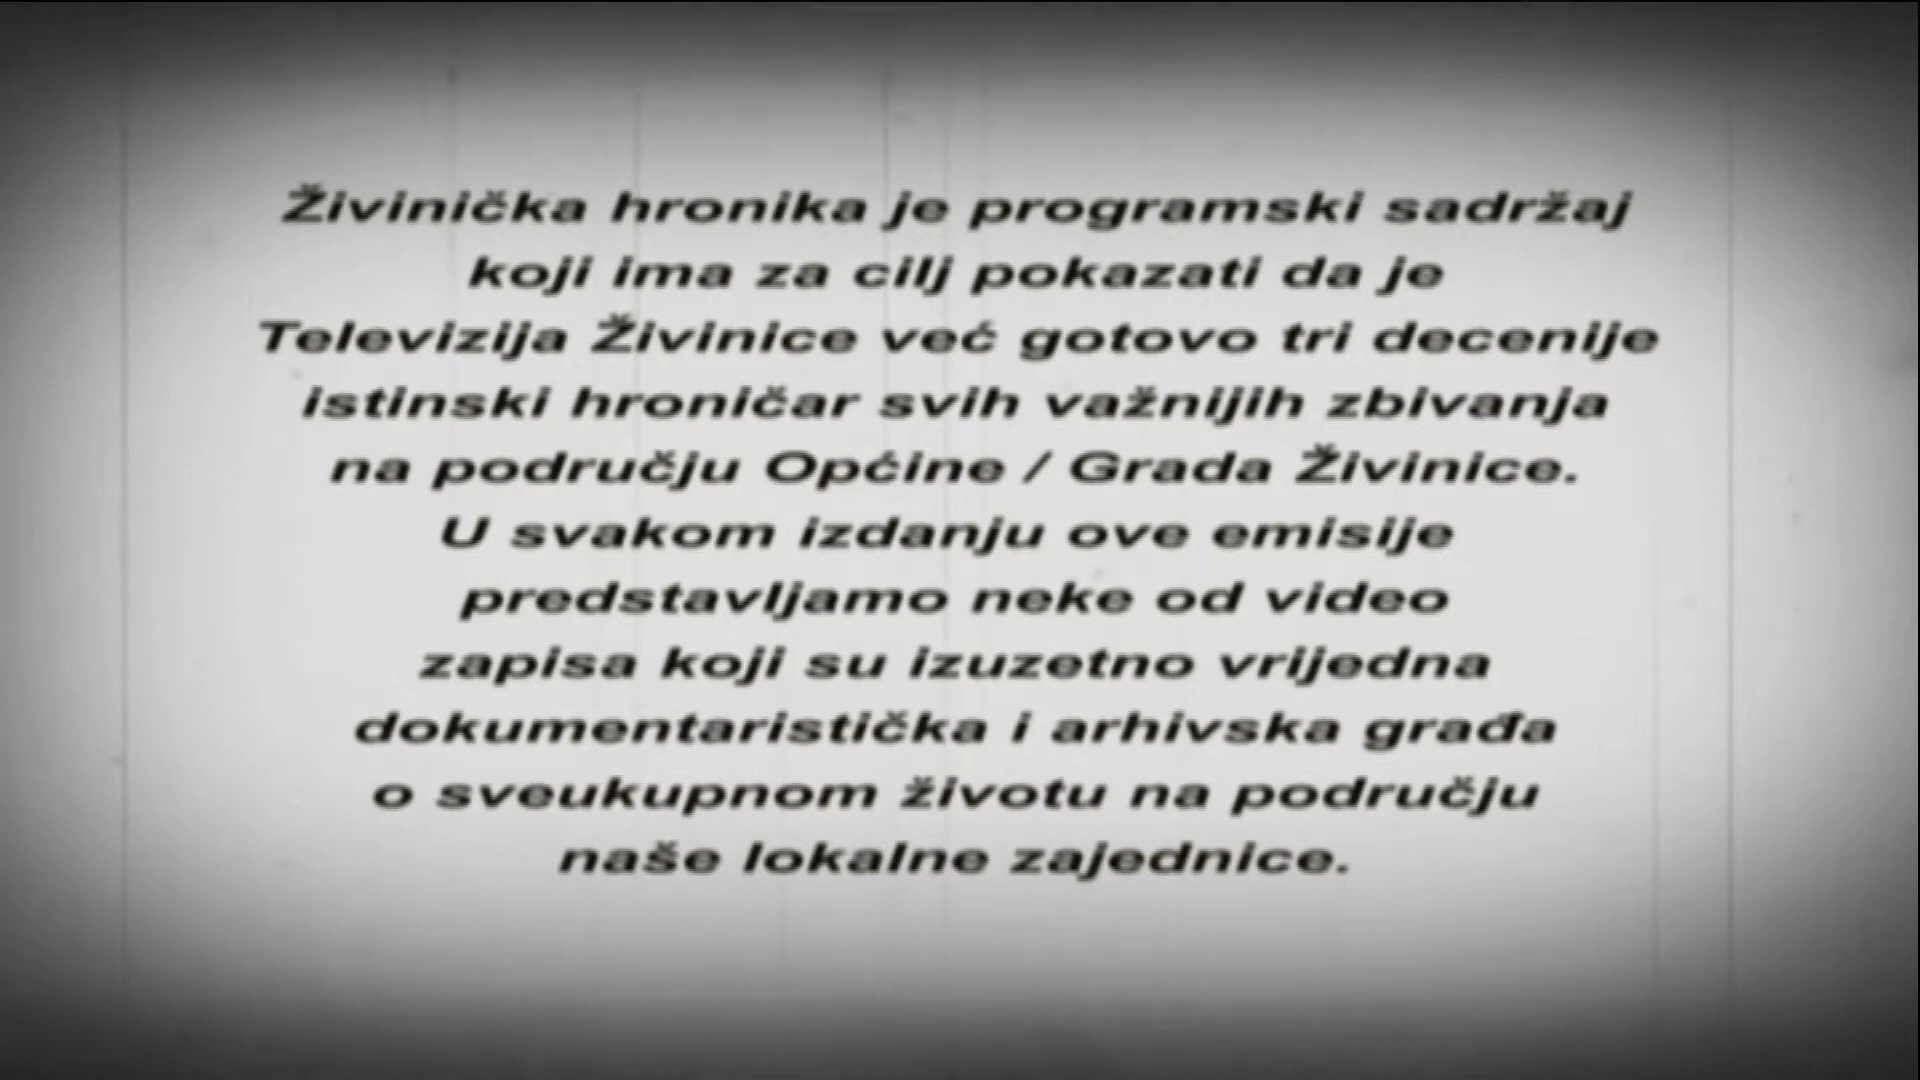 Živinička hronika je programski sadržaj
koji ima za cilj pokazati da je
Televizija Živinice već gotovo tri decenije
istinski hroničar svih važnijih zbivanja
na području Općine / Grada Živinice.
U svakom izdanju ove emisije
predstavljamo neke od video
zapisa koji su izuzetno vrijedna
dokumentaristička i arhivska građa
o sveukupnom životu na području
naše lokalne zajednice.